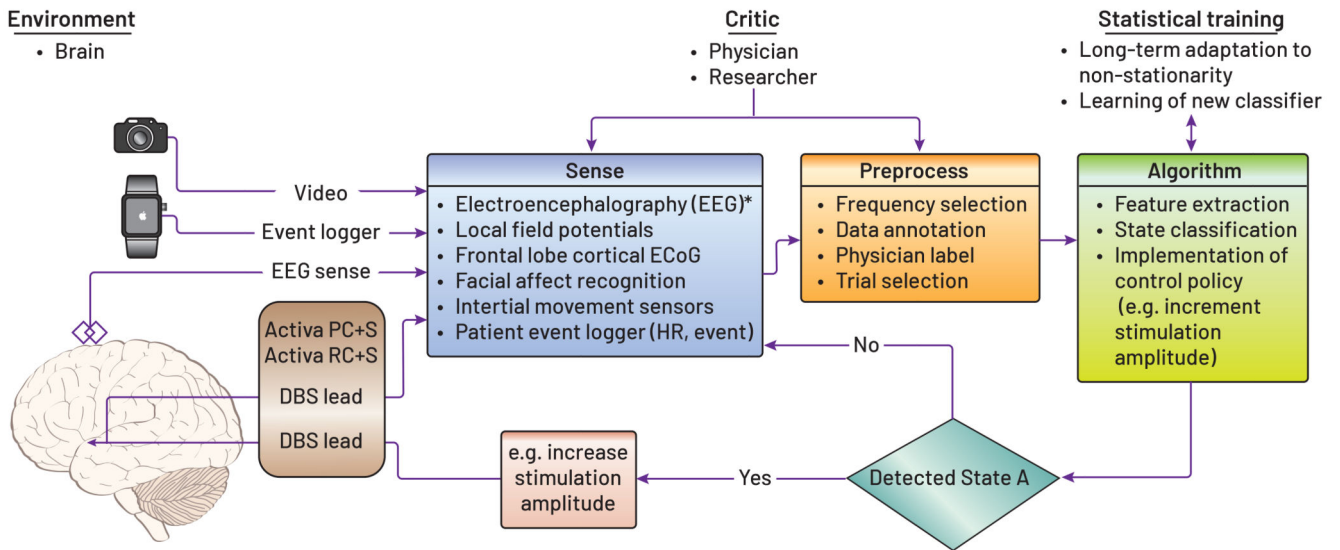 Environment
• Brain
Critic
• Physician
• Researcher
Statistical training
• Long-term adaptation to
non-stationarity
• Learning of new classifier
Video
Event logger
EEG sense
Activa PC+S
Activa RC+S
DBS lead
DBS lead
Sense
• Electroencephalography (EEG)*
• Local field potentials
• Frontal lobe cortical ECoG
• Facial affect recognition
• Intertial movement sensors
• Patient event logger (HR, event)
Preprocess
• Frequency selection
• Data annotation
• Physician label
• Trial selection
Algorithm
• Feature extraction
• State classification
• Implementation of
control policy
(e.g. increment
stimulation
amplitude)
No
Detected State A
Yes
e.g. increase
stimulation
amplitude